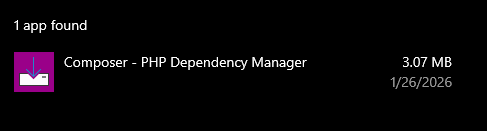 1 app found
Composer - PHP Dependency Manager
3.07 MB
1/26/2026